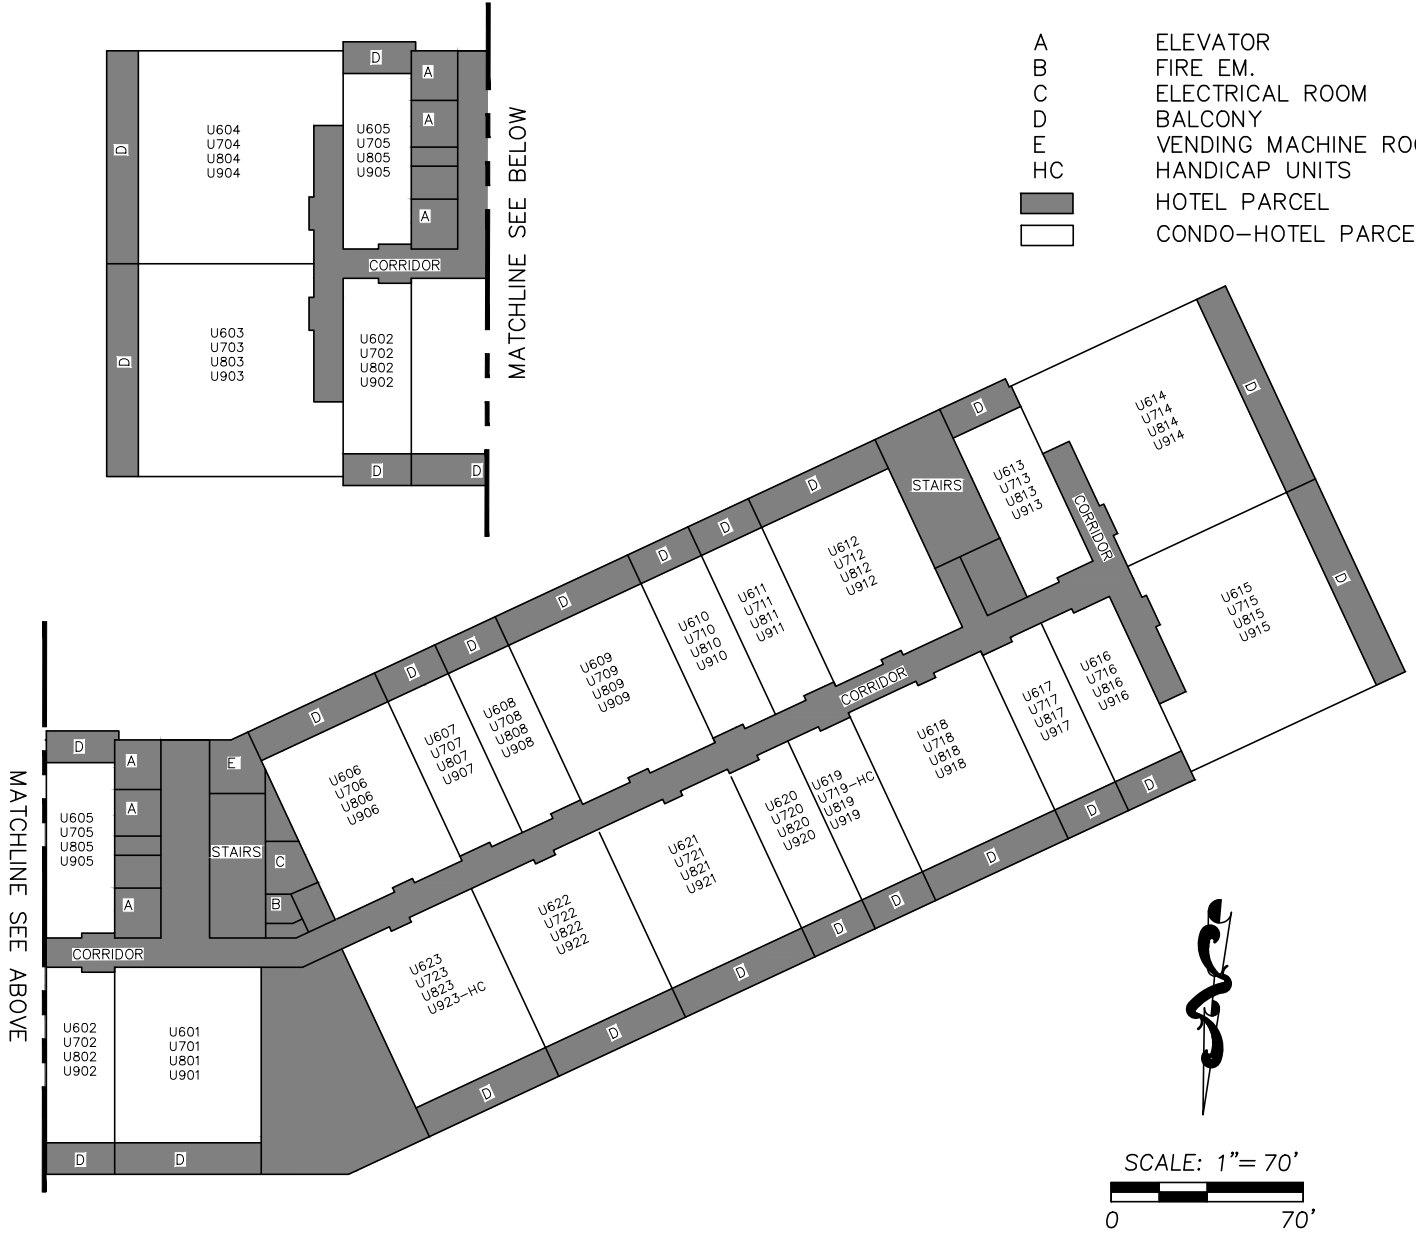 A ELEVATOR
B FIRE EM.
C ELECTRICAL ROOM
D BALCONY
E VENDING MACHINE ROO
HC HANDICAP UNITS
HOTEL PARCEL
CONDO-HOTEL PARCE
D
D
U604
U704
U804
U904
U605
U705
U805
U905
A
A
A
CORRIDOR
D
U603
U703
U803
U903
U602
U702
U802
U902
D
D
MATCHLINE SEE BELOW
MATCHLINE SEE ABOVE
D
U605
U705
U805
U905
A
A
A
CORRIDOR
U602
U702
U802
U902
D
U601
U701
U801
U901
D
E
STAIRS
C
B
D
U606
U706
U806
U906
D
U607
U707
U807
U907
D
U608
U708
U808
U908
D
U609
U709
U809
U909
D
U610
U710
U810
U910
D
U611
U711
U811
U911
D
U612
U712
U812
U912
STAIRS
D
U613
U713
U813
U913
CORRIDOR
U614
U714
U814
U914
D
U615
U715
U815
U915
D
CORRIDOR
U616
U716
U816
U916
D
U617
U717
U817
U917
D
U618
U718
U818
U918
D
U619
U719-HC
U819
U919
D
U620
U720
U820
U920
D
U621
U721
U821
U921
D
U622
U722
U822
U922
D
U623
U723
U823
U923-HC
D
SCALE: 1"= 70'
0 70'